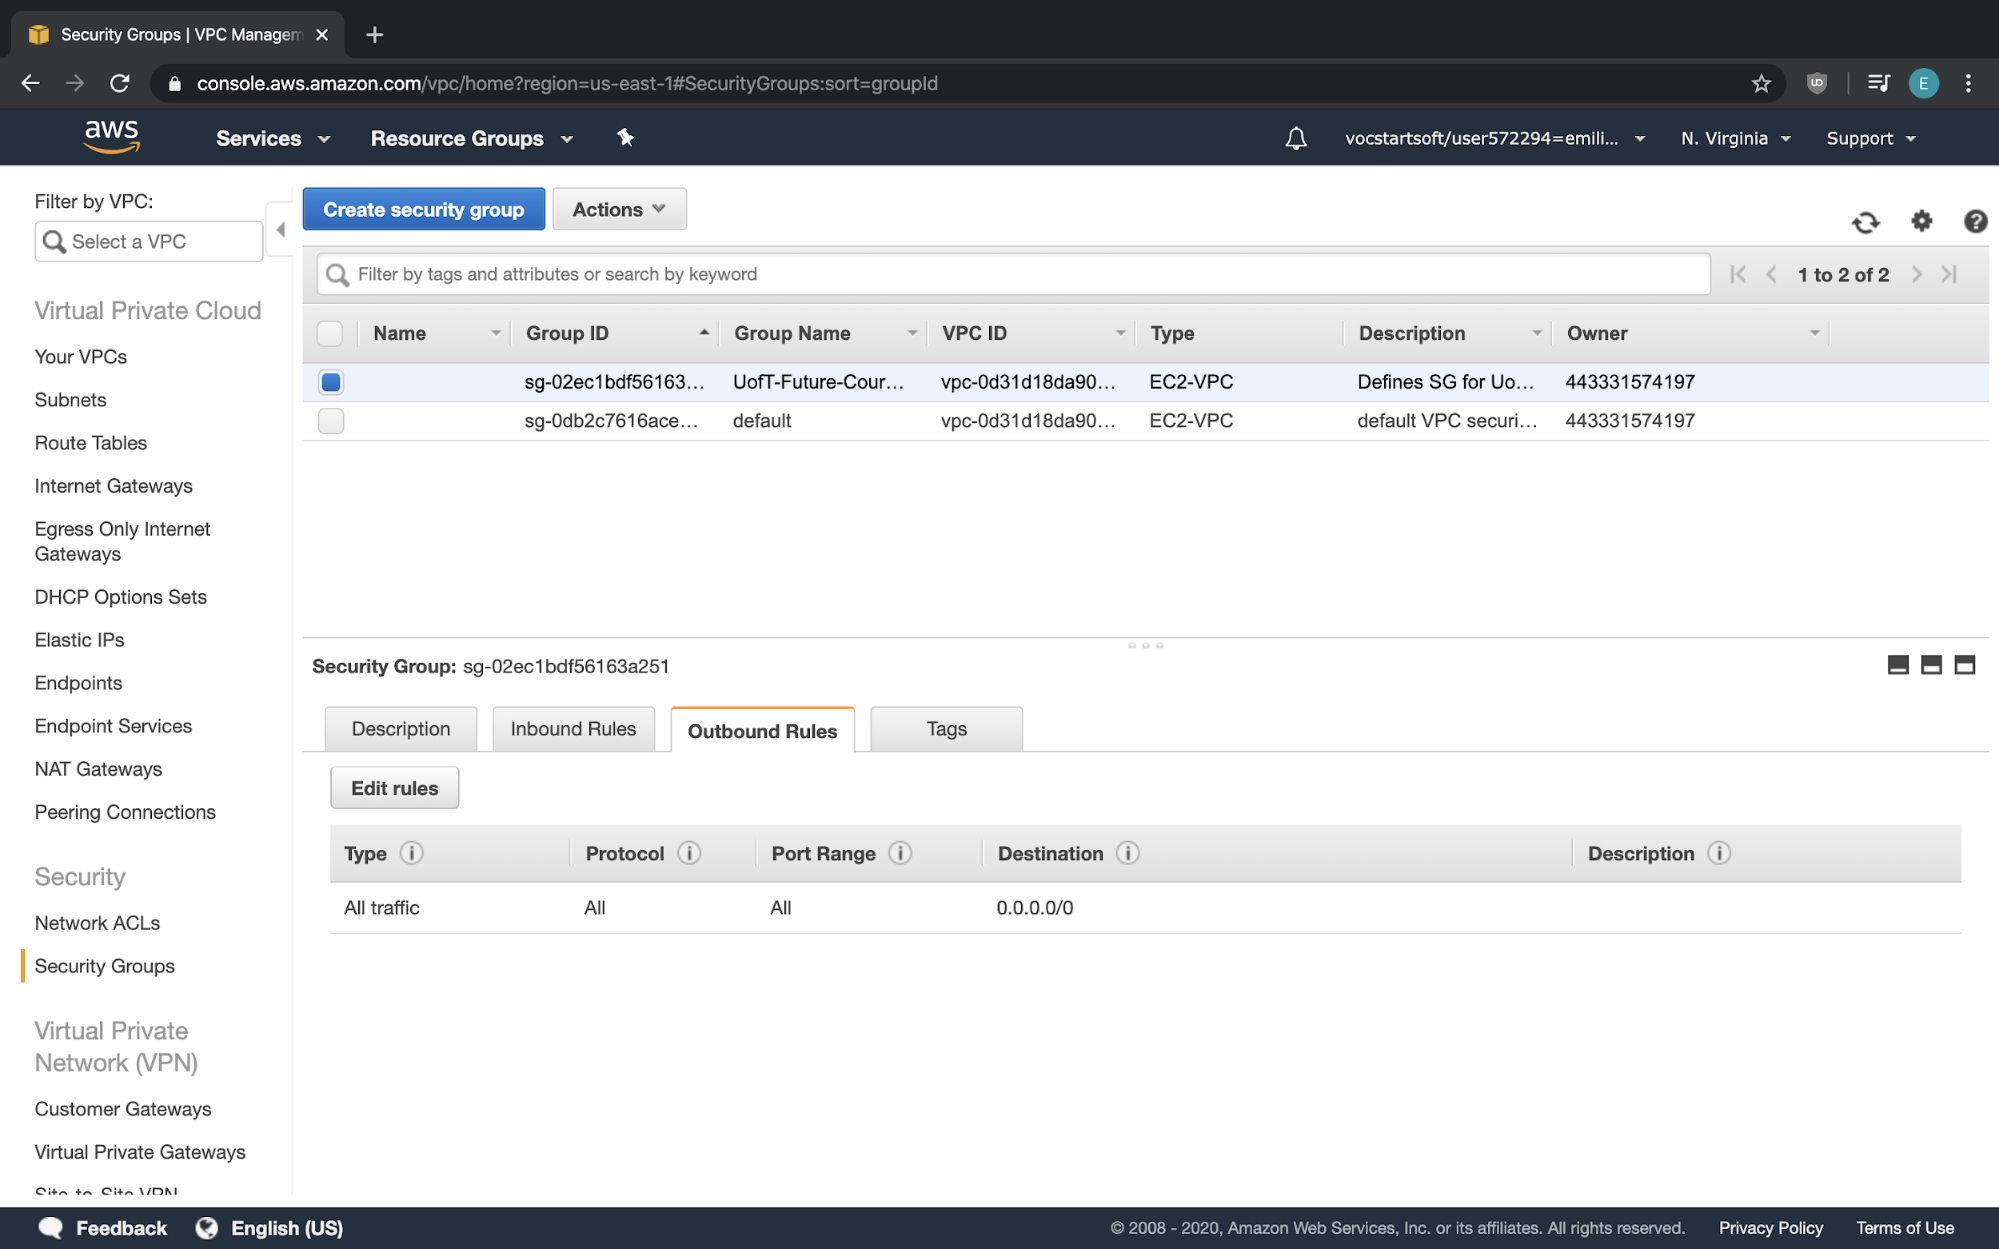 Security Groups | VPC Managem
console.aws.amazon.com/vpc/home?region=us-east-1#SecurityGroups:sort=groupId
E
aws
Services
Resource Groups
vocstartsoft/user572294=emili...
N. Virginia
Support
Filter by VPC:
Select a VPC
Virtual Private Cloud
Your VPCs
Subnets
Route Tables
Internet Gateways
Egress Only Internet
Gateways
DHCP Options Sets
Elastic IPs
Endpoints
Endpoint Services
NAT Gateways
Peering Connections
Security
Network ACLs
Security Groups
Virtual Private
Network (VPN)
Customer Gateways
Virtual Private Gateways
Site-to-Site VPN
Create security group
Actions
Filter by tags and attributes or search by keyword
1 to 2 of 2
Name Group ID Group Name VPC ID Type Description Owner
sg-02ec1bdf56163... UofT-Future-Cour... vpc-0d31d18da90... EC2-VPC Defines SG for Uo... 443331574197
sg-0db2c7616ace... default vpc-0d31d18da90... EC2-VPC default VPC securi... 443331574197
Security Group: sg-02ec1bdf56163a251
Description
Inbound Rules
Outbound Rules
Tags
Edit rules
Type Protocol Port Range Destination Description
All traffic All All 0.0.0.0/0
Feedback
English (US)
© 2008 - 2020, Amazon Web Services, Inc. or its affiliates. All rights reserved.
Privacy Policy
Terms of Use